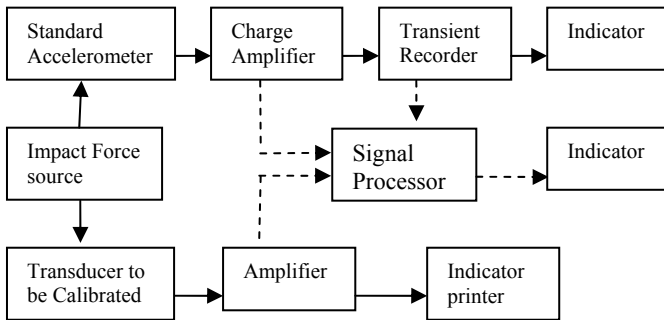 Standard
Accelerometer
Charge
Amplifier
Transient
Recorder
Indicator
Impact Force
source
Signal
Processor
Indicator
Transducer to
be Calibrated
Amplifier
Indicator
printer